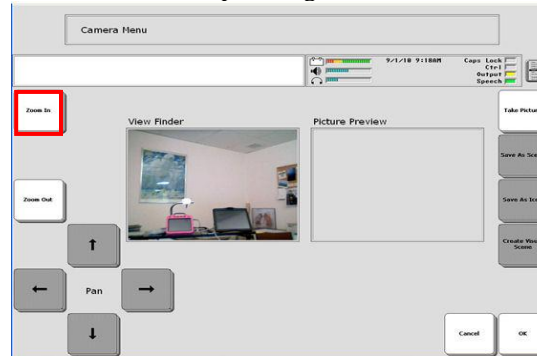 Camera Menu
9/1/10 9:18AM
Caps Lock
Ctrl
Output
Speech
Zoom In
View Finder
Picture Preview
Take Pictur
Save As Sce
Zoom Out
Save As Ico
Create Visu
Scene
Pan
Cancel
OK